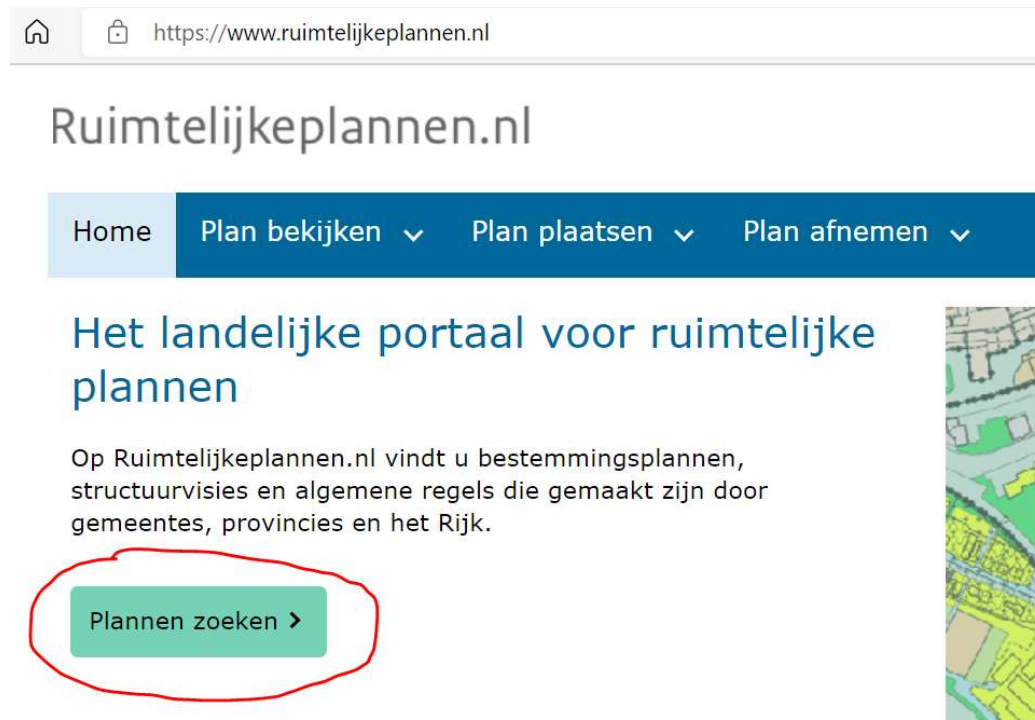 https://www.ruimtelijkeplannen.nl
Ruimtelijkeplannen.nl
Home Plan bekijken Plan plaatsen Plan afnemen
Het landelijke portaal voor ruimtelijke
plannen
Op Ruimtelijkeplannen.nl vindt u bestemmingsplannen,
structuurvisies en algemene regels die gemaakt zijn door
gemeentes, provincies en het Rijk.
Plannen zoeken >